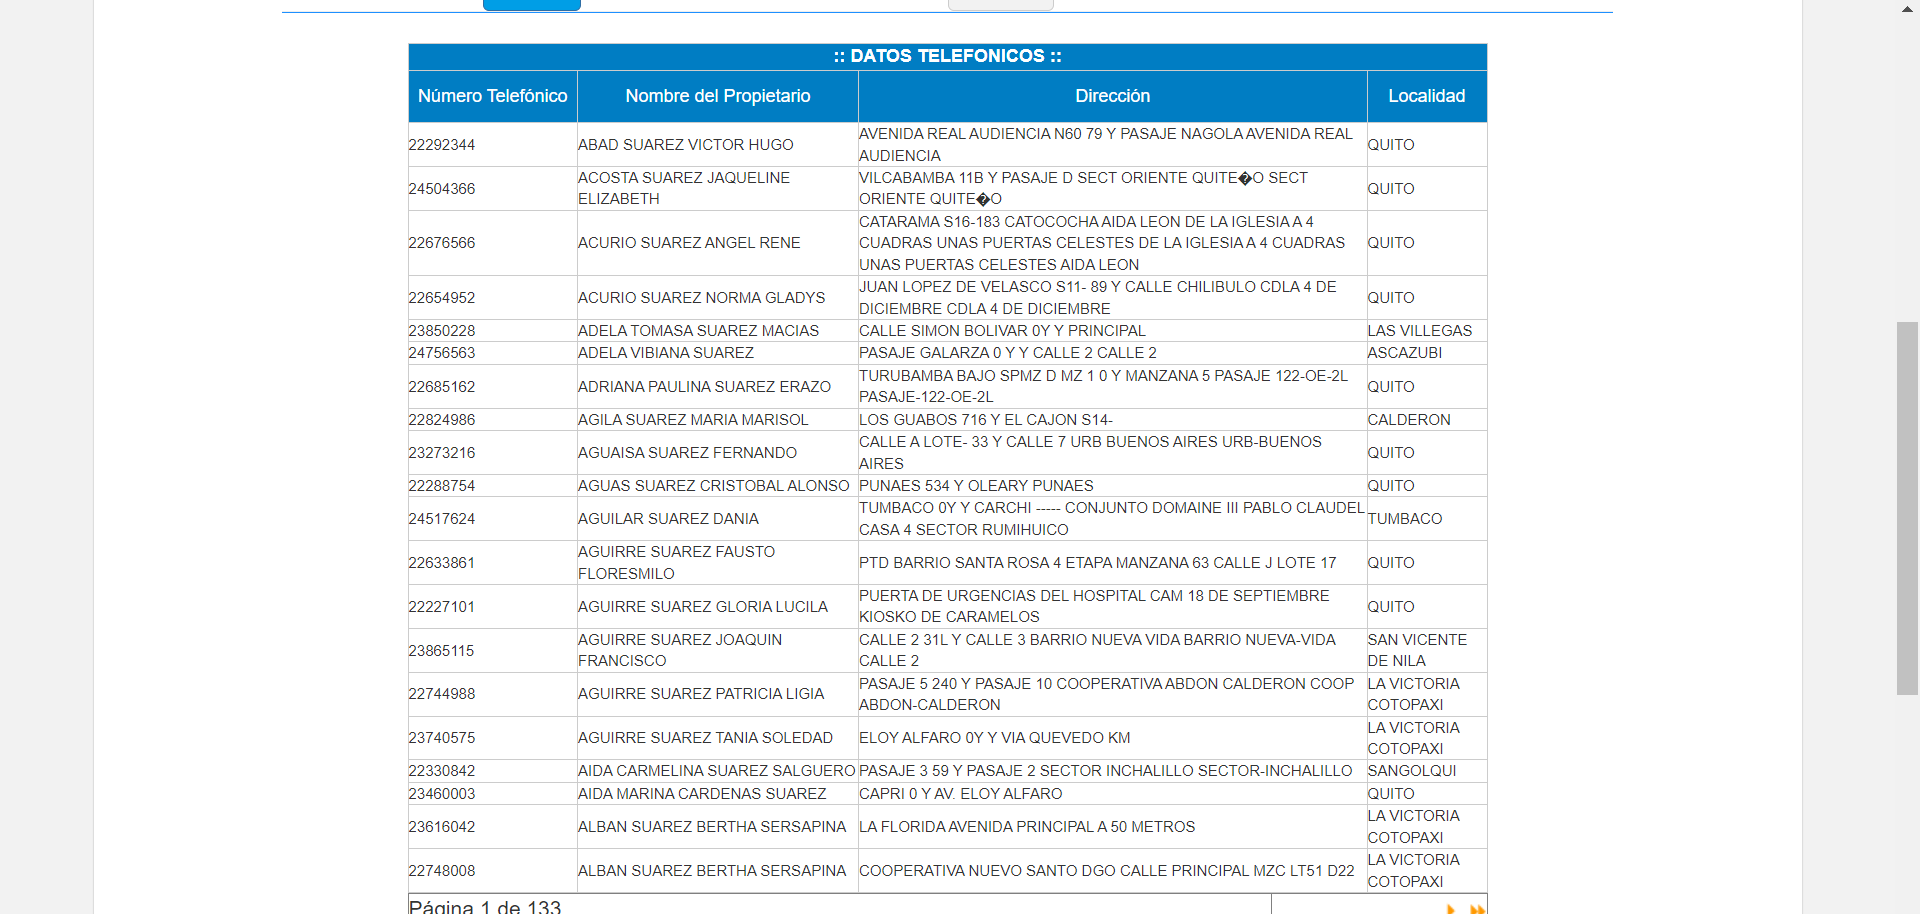 :: DATOS TELEFONICOS ::
Número Telefónico Nombre del Propietario Dirección Localidad
22292344 ABAD SUAREZ VICTOR HUGO AVENIDA REAL AUDIENCIA N60 79 Y PASAJE NAGOLA AVENIDA REAL AUDIENCIA QUITO
24504366 ACOSTA SUAREZ JAQUELINE ELIZABETH VILCABAMBA 11B Y PASAJE D SECT ORIENTE QUITE�O SECT ORIENTE QUITE�O QUITO
22676566 ACURIO SUAREZ ANGEL RENE CATARAMA S16-183 CATOCOCHA AIDA LEON DE LA IGLESIA A 4 CUADRAS UNAS PUERTAS CELESTES DE LA IGLESIA A 4 CUADRAS UNAS PUERTAS CELESTES AIDA LEON QUITO
22654952 ACURIO SUAREZ NORMA GLADYS JUAN LOPEZ DE VELASCO S11- 89 Y CALLE CHILIBULO CDLA 4 DE DICIEMBRE CDLA 4 DE DICIEMBRE QUITO
23850228 ADELA TOMASA SUAREZ MACIAS CALLE SIMON BOLIVAR 0Y Y PRINCIPAL LAS VILLEGAS
24756563 ADELA VIBIANA SUAREZ PASAJE GALARZA 0 Y Y CALLE 2 CALLE 2 ASCAZUBI
22685162 ADRIANA PAULINA SUAREZ ERAZO TURUBAMBA BAJO SPMZ D MZ 1 0 Y MANZANA 5 PASAJE 122-OE-2L PASAJE-122-OE-2L QUITO
22824986 AGILA SUAREZ MARIA MARISOL LOS GUABOS 716 Y EL CAJON S14- CALDERON
23273216 AGUAISA SUAREZ FERNANDO CALLE A LOTE- 33 Y CALLE 7 URB BUENOS AIRES URB-BUENOS AIRES QUITO
22288754 AGUAS SUAREZ CRISTOBAL ALONSO PUNAES 534 Y OLEARY PUNAES QUITO
24517624 AGUILAR SUAREZ DANIA TUMBACO 0Y Y CARCHI ----- CONJUNTO DOMAINE III PABLO CLAUDEL CASA 4 SECTOR RUMIHUICO TUMBACO
22633861 AGUIRRE SUAREZ FAUSTO FLORESMILO PTD BARRIO SANTA ROSA 4 ETAPA MANZANA 63 CALLE J LOTE 17 QUITO
22227101 AGUIRRE SUAREZ GLORIA LUCILA PUERTA DE URGENCIAS DEL HOSPITAL CAM 18 DE SEPTIEMBRE KIOSKO DE CARAMELOS QUITO
23865115 AGUIRRE SUAREZ JOAQUIN FRANCISCO CALLE 2 31L Y CALLE 3 BARRIO NUEVA VIDA BARRIO NUEVA-VIDA CALLE 2 SAN VICENTE DE NILA
22744988 AGUIRRE SUAREZ PATRICIA LIGIA PASAJE 5 240 Y PASAJE 10 COOPERATIVA ABDON CALDERON COOP ABDON-CALDERON LA VICTORIA COTOPAXI
23740575 AGUIRRE SUAREZ TANIA SOLEDAD ELOY ALFARO 0Y Y VIA QUEVEDO KM LA VICTORIA COTOPAXI
22330842 AIDA CARMELINA SUAREZ SALGUERO PASAJE 3 59 Y PASAJE 2 SECTOR INCHALILLO SECTOR-INCHALILLO SANGOLQUI
23460003 AIDA MARINA CARDENAS SUAREZ CAPRI 0 Y AV. ELOY ALFARO QUITO
23616042 ALBAN SUAREZ BERTHA SERSAPINA LA FLORIDA AVENIDA PRINCIPAL A 50 METROS LA VICTORIA COTOPAXI
22748008 ALBAN SUAREZ BERTHA SERSAPINA COOPERATIVA NUEVO SANTO DGO CALLE PRINCIPAL MZC LT51 D22 LA VICTORIA COTOPAXI
Página 1 de 133